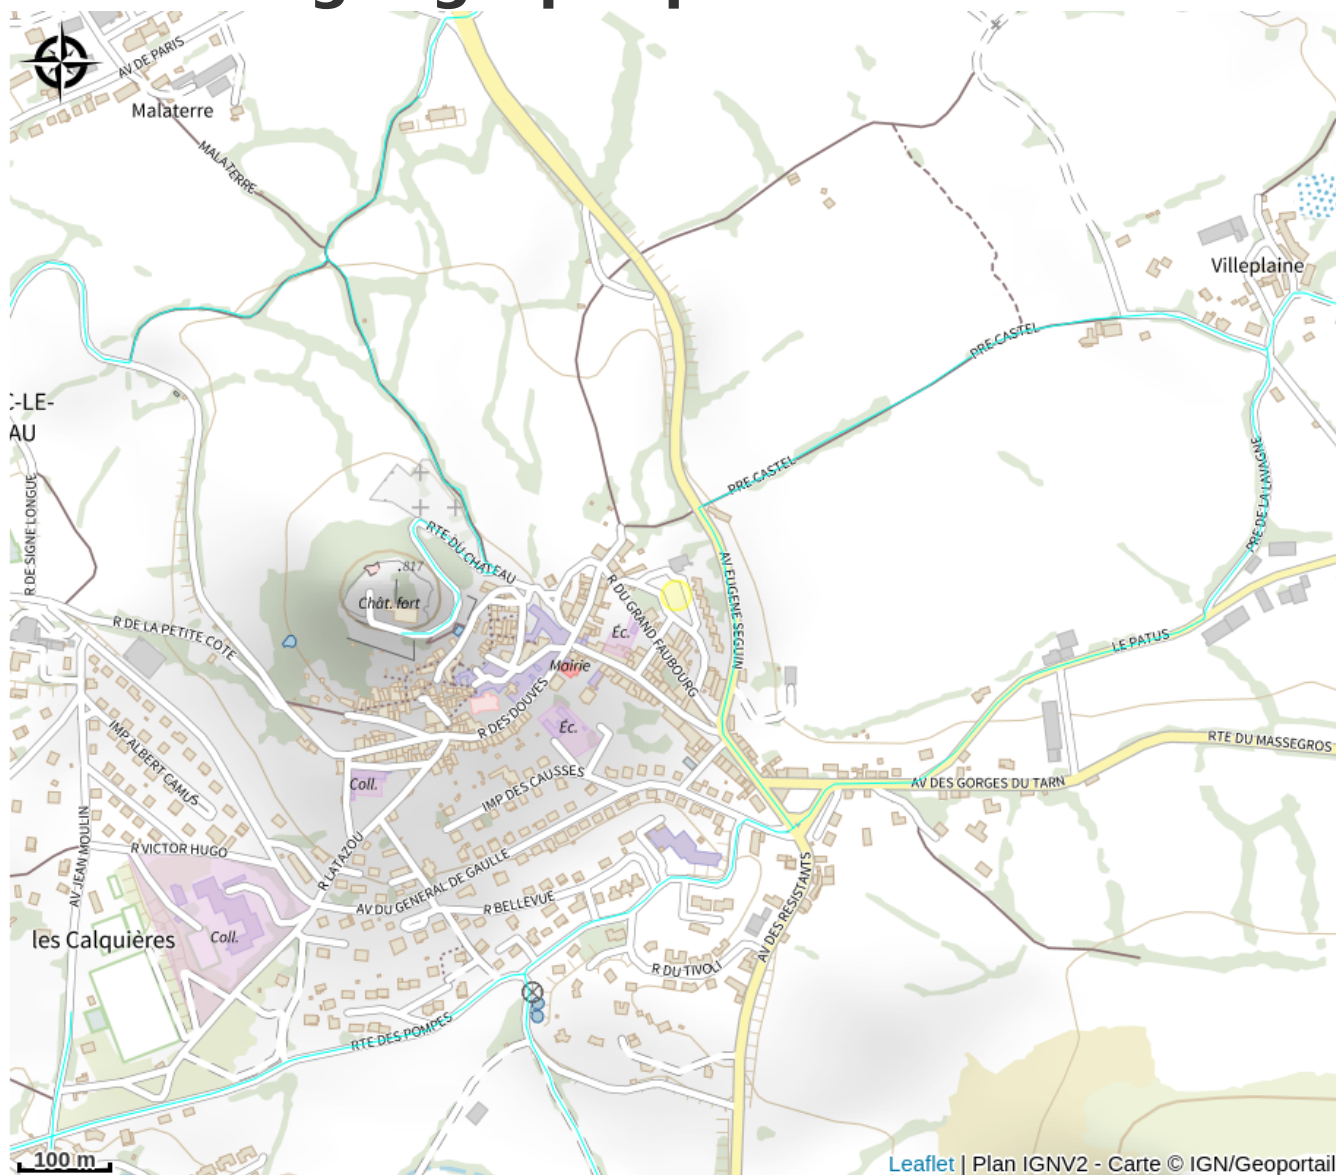 AV DE PARIS
Malaterre
MALATERRE
Villeplaine
PRE CASTEL
C-LE-
AU
PRE CASTEL
PRE DE LA LAVAGNE
R DE SIGNE LONGUE
RTE DU CHATEAU
.817
Chât. fort
AV EUGENE SEGUIN
R DU GRAND FAUBOURG
Éc.
R DE LA PETITE COTE
Mairie
LE PATUS
R DES DOUVES
Éc.
RTE DU MASSEGROS
IMP ALBERT CAMUS
Coll.
IMP DES CAUSSES
AV DES GORGES DU TARN
AV JEAN MOULIN
R VICTOR HUGO
R LATAZOU
AV DU GENERAL DE GAULLE
R BELLEVUE
AV DES RESISTANTS
les Calquières
Coll.
R DU TIVOLI
RTE DES POMPES
100 m
Leaflet | Plan IGNV2 - Carte © IGN/Geoportail